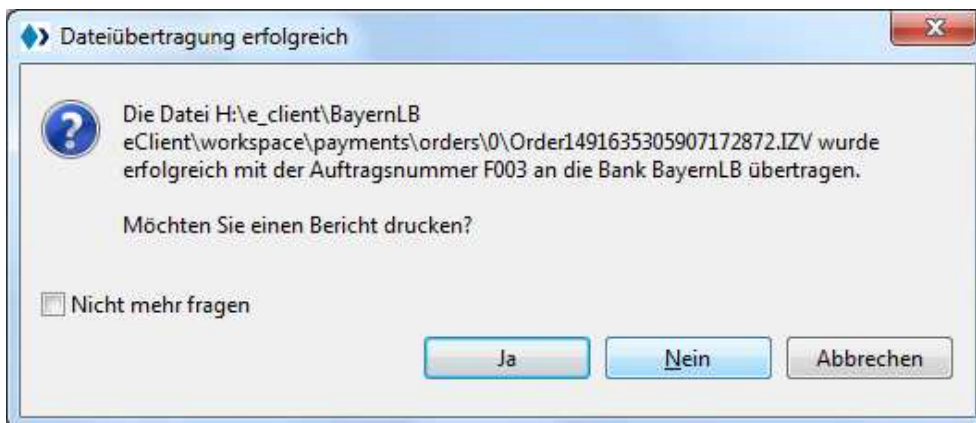 Dateiübertragung erfolgreich
Die Datei H:\e_client\BayernLB
eClient\workspace\payments\orders\0\Order1491635305907172872.IZV wurde
erfolgreich mit der Auftragsnummer F003 an die Bank BayernLB übertragen.
Möchten Sie einen Bericht drucken?
Nicht mehr fragen
Ja
Nein
Abbrechen